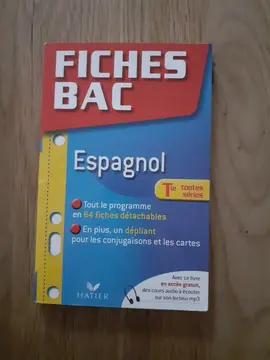 FICHES
BAC
Espagnol
Tle toutes
séries
Tout le programme
en 64 fiches détachables
En plus, un dépliant
pour les conjugaisons et les cartes
Avec ce livre
en accès gratuit,
des cours audio à écouter
sur son lecteur mp3
HATIER